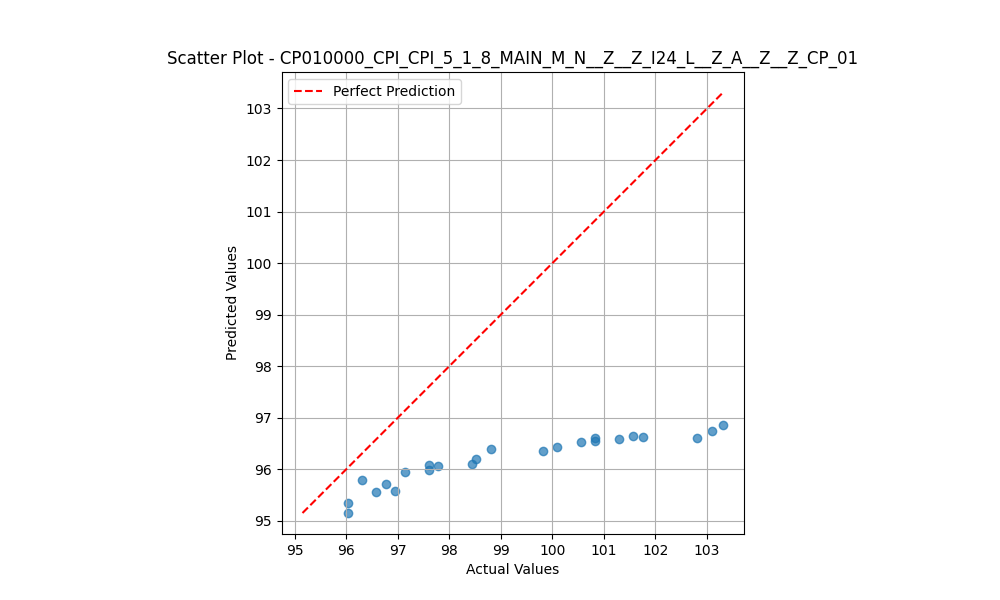 Scatter Plot - CP010000_CPI_CPI_5_1_8_MAIN_M_N__Z__Z_I24_L__Z_A__Z__Z_CP_01
Perfect Prediction
103
102
101
100
99
98
97
96
95
Predicted Values
95 96 97 98 99 100 101 102 103
Actual Values